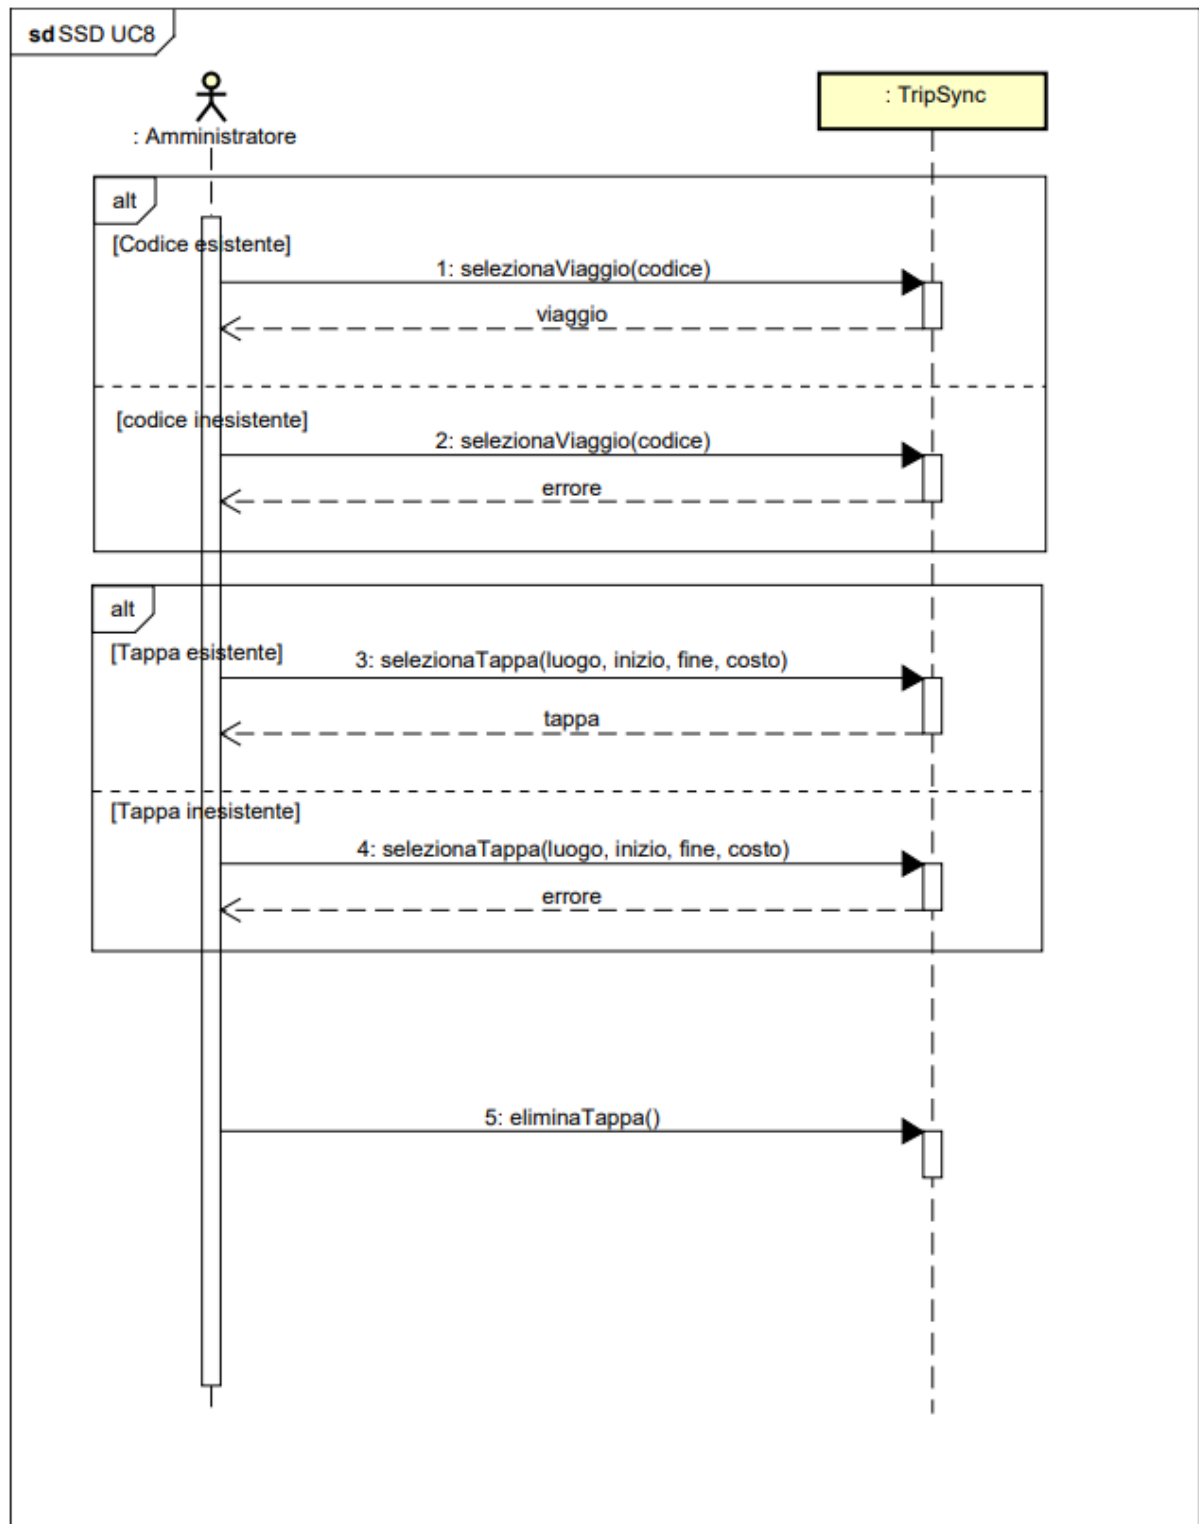 sd SSD UC8
: Amministratore
: TripSync
alt
[Codice esistente]
1: selezionaViaggio(codice)
viaggio
[codice inesistente]
2: selezionaViaggio(codice)
errore
alt
[Tappa esistente]
3: selezionaTappa(luogo, inizio, fine, costo)
tappa
[Tappa inesistente]
4: selezionaTappa(luogo, inizio, fine, costo)
errore
5: eliminaTappa()